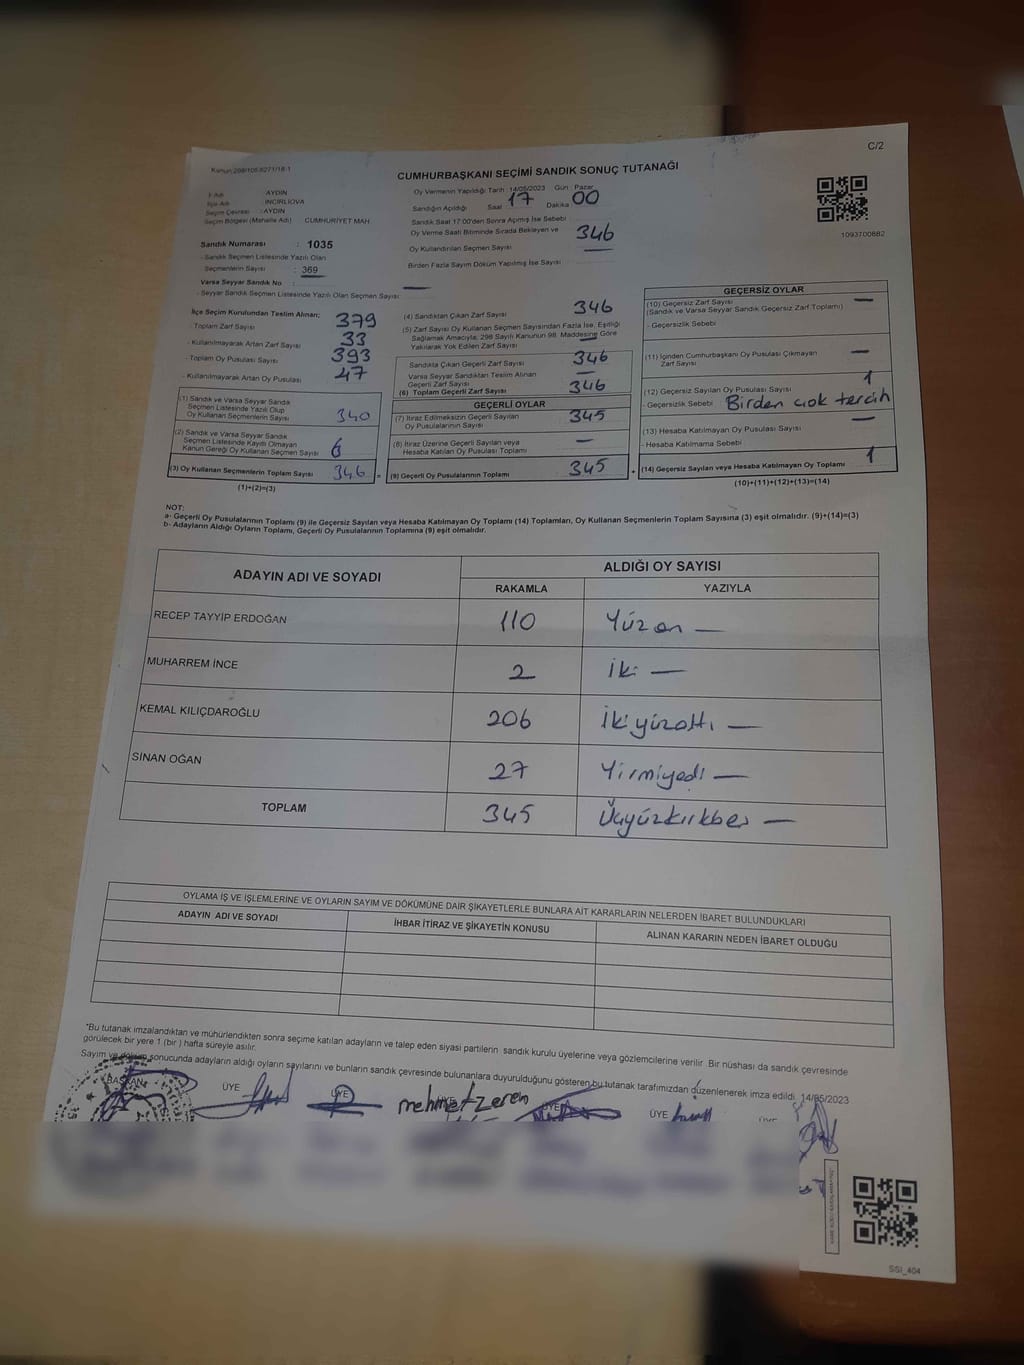 C/2
Kanun:298/105/6271/18-1
CUMHURBAŞKANI SEÇİMİ SANDIK SONUÇ TUTANAĞI
İl Adı : AYDIN
İlçe Adı : İNCİRLİOVA
Seçim Çevresi : AYDIN
Seçim Bölgesi (Mahalle Adı) : CUMHURİYET MAH.
Sandık Numarası : 1035
- Sandık Seçmen Listesinde Yazılı Olan
Seçmenlerin Sayısı : 369
Varsa Seyyar Sandık No :
- Seyyar Sandık Seçmen Listesinde Yazılı Olan Seçmen Sayısı: —
Oy Vermenin Yapıldığı Tarih : 14/05/2023 Gün : Pazar
Sandığın Açıldığı Saat 17 Dakika 00
Sandık Saat 17:00'den Sonra Açılmış İse Sebebi
Oy Verme Saati Bitiminde Sırada Bekleyen ve
Oy Kullandırılan Seçmen Sayısı 346
Birden Fazla Sayım Döküm Yapılmış İse Sayısı —
1093700882
İlçe Seçim Kurulundan Teslim Alınan;
- Toplam Zarf Sayısı 379
- Kullanılmayarak Artan Zarf Sayısı 33
- Toplam Oy Pusulası Sayısı 393
- Kullanılmayarak Artan Oy Pusulası 47
(1) Sandık ve Varsa Seyyar Sandık
Seçmen Listesinde Yazılı Olup
Oy Kullanan Seçmenlerin Sayısı 340
(2) Sandık ve Varsa Seyyar Sandık
Seçmen Listesinde Kayıtlı Olmayan
Kanun Gereği Oy Kullanan Seçmen Sayısı 6
(3) Oy Kullanan Seçmenlerin Toplam Sayısı 346
(1)+(2)=(3)
(4) Sandıktan Çıkan Zarf Sayısı 346
(5) Zarf Sayısı Oy Kullanan Seçmen Sayısından Fazla İse, Eşitliği
Sağlamak Amacıyla, 298 Sayılı Kanunun 98. Maddesine Göre
Yakılarak Yok Edilen Zarf Sayısı —
Sandıkta Çıkan Geçerli Zarf Sayısı 346
Varsa Seyyar Sandıktan Teslim Alınan
Geçerli Zarf Sayısı —
(6) Toplam Geçerli Zarf Sayısı 346
GEÇERLİ OYLAR
(7) İtiraz Edilmeksizin Geçerli Sayılan
Oy Pusulalarının Sayısı 345
(8) İtiraz Üzerine Geçerli Sayılan veya
Hesaba Katılan Oy Pusulası Toplamı —
= (9) Geçerli Oy Pusulalarının Toplamı 345
GEÇERSİZ OYLAR
(10) Geçersiz Zarf Sayısı —
(Sandık ve Varsa Seyyar Sandık Geçersiz Zarf Toplamı)
- Geçersizlik Sebebi
(11) İçinden Cumhurbaşkanı Oy Pusulası Çıkmayan
Zarf Sayısı —
(12) Geçersiz Sayılan Oy Pusulası Sayısı 1
- Geçersizlik Sebebi Birden çok tercih
(13) Hesaba Katılmayan Oy Pusulası Sayısı —
- Hesaba Katılmama Sebebi
+ (14) Geçersiz Sayılan veya Hesaba Katılmayan Oy Toplamı 1
(10)+(11)+(12)+(13)=(14)
NOT:
a- Geçerli Oy Pusulalarının Toplamı (9) ile Geçersiz Sayılan veya Hesaba Katılmayan Oy Toplamı (14) Toplamları, Oy Kullanan Seçmenlerin Toplam Sayısına (3) eşit olmalıdır. (9)+(14)=(3)
b- Adayların Aldığı Oyların Toplamı, Geçerli Oy Pusulalarının Toplamına (9) eşit olmalıdır.
ADAYIN ADI VE SOYADI ALDIĞI OY SAYISI
RAKAMLA YAZIYLA
RECEP TAYYİP ERDOĞAN 110 Yüzon —
MUHARREM İNCE 2 İki —
KEMAL KILIÇDAROĞLU 206 İkiyüzaltı —
SİNAN OĞAN 27 Yirmiyedi —
TOPLAM 345 Üçyüzkırkbeş —
OYLAMA İŞ VE İŞLEMLERİNE VE OYLARIN SAYIM VE DÖKÜMÜNE DAİR ŞİKAYETLERLE BUNLARA AİT KARARLARIN NELERDEN İBARET BULUNDUKLARI
ADAYIN ADI VE SOYADI İHBAR İTİRAZ VE ŞİKAYETİN KONUSU ALINAN KARARIN NEDEN İBARET OLDUĞU
*Bu tutanak imzalandıktan ve mühürlendikten sonra seçime katılan adayların ve talep eden siyasi partilerin sandık kurulu üyelerine veya gözlemcilerine verilir. Bir nüshası da sandık çevresinde
görülecek bir yere 1 (bir ) hafta süreyle asılır.
Sayım ve döküm sonucunda adayların aldığı oyların sayılarını ve bunların sandık çevresinde bulunanlara duyurulduğunu gösteren bu tutanak tarafımızdan düzenlenerek imza edildi. 14/05/2023
BAŞKAN ÜYE ÜYE mehmet zeren ÜYE ÜYE ÜYE
SSI_404